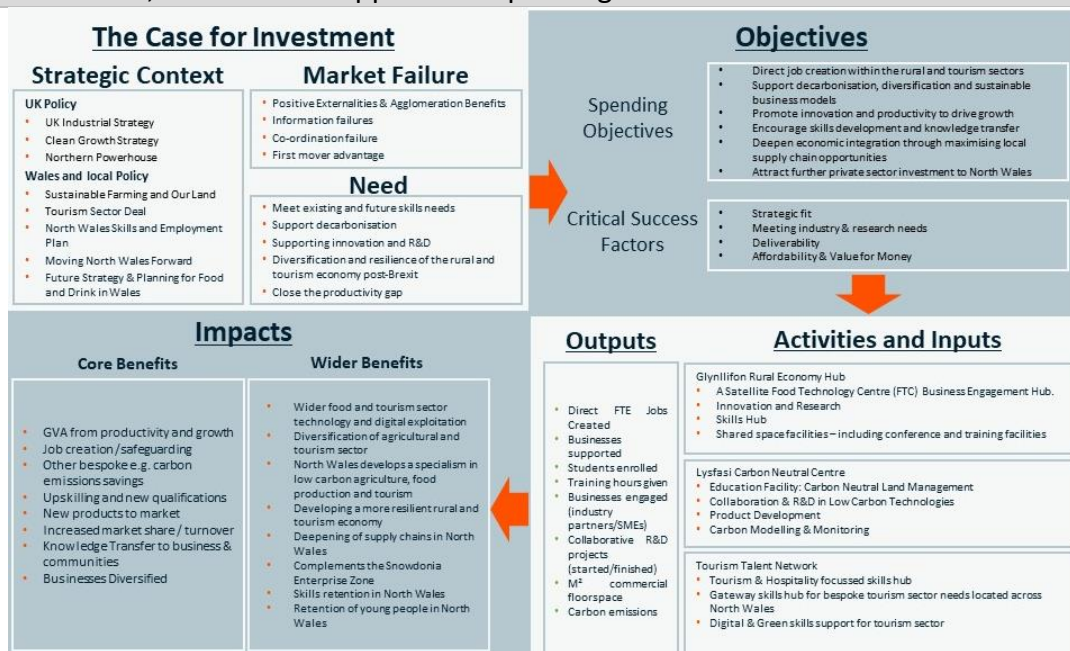 The Case for Investment
Strategic Context
UK Policy
• UK Industrial Strategy
• Clean Growth Strategy
• Northern Powerhouse
Wales and local Policy
• Sustainable Farming and Our Land
• Tourism Sector Deal
• North Wales Skills and Employment
Plan
• Moving North Wales Forward
• Future Strategy & Planning for Food
and Drink in Wales
Market Failure
• Positive Externalities & Agglomeration Benefits
• Information failures
• Co-ordination failure
• First mover advantage
Need
• Meet existing and future skills needs
• Support decarbonisation
• Supporting innovation and R&D
• Diversification and resilience of the rural and
tourism economy post-Brexit
• Close the productivity gap
Objectives
Spending
Objectives
• Direct job creation within the rural and tourism sectors
• Support decarbonisation, diversification and sustainable
business models
• Promote innovation and productivity to drive growth
• Encourage skills development and knowledge transfer
• Deepen economic integration through maximising local
supply chain opportunities
• Attract further private sector investment to North Wales
Critical Success
Factors
• Strategic fit
• Meeting industry & research needs
• Deliverability
• Affordability & Value for Money
Impacts
Core Benefits
• GVA from productivity and growth
• Job creation/safeguarding
• Other bespoke e.g. carbon
emissions savings
• Upskilling and new qualifications
• New products to market
• Increased market share / turnover
• Knowledge Transfer to business &
communities
• Businesses Diversified
Wider Benefits
• Wider food and tourism sector
technology and digital exploitation
• Diversification of agricultural and
tourism sector
• North Wales develops a specialism in
low carbon agriculture, food
production and tourism
• Developing a more resilient rural and
tourism economy
• Deepening of supply chains in North
Wales
• Complements the Snowdonia
Enterprise Zone
• Skills retention in North Wales
• Retention of young people in North
Wales
Outputs
• Direct FTE Jobs
Created
• Businesses
supported
• Students enrolled
• Training hours given
• Businesses engaged
(industry
partners/SMEs)
• Collaborative R&D
projects
(started/finished)
• M² commercial
floorspace
• Carbon emissions
Activities and Inputs
Glynllifon Rural Economy Hub
• A Satellite Food Technology Centre (FTC) Business Engagement Hub.
• Innovation and Research
• Skills Hub
• Shared space facilities – including conference and training facilities
Lysfasi Carbon Neutral Centre
• Education Facility: Carbon Neutral Land Management
• Collaboration & R&D in Low Carbon Technologies
• Product Development
• Carbon Modelling & Monitoring
Tourism Talent Network
• Tourism & Hospitality focussed skills hub
• Gateway skills hub for bespoke tourism sector needs located across
North Wales
• Digital & Green skills support for tourism sector